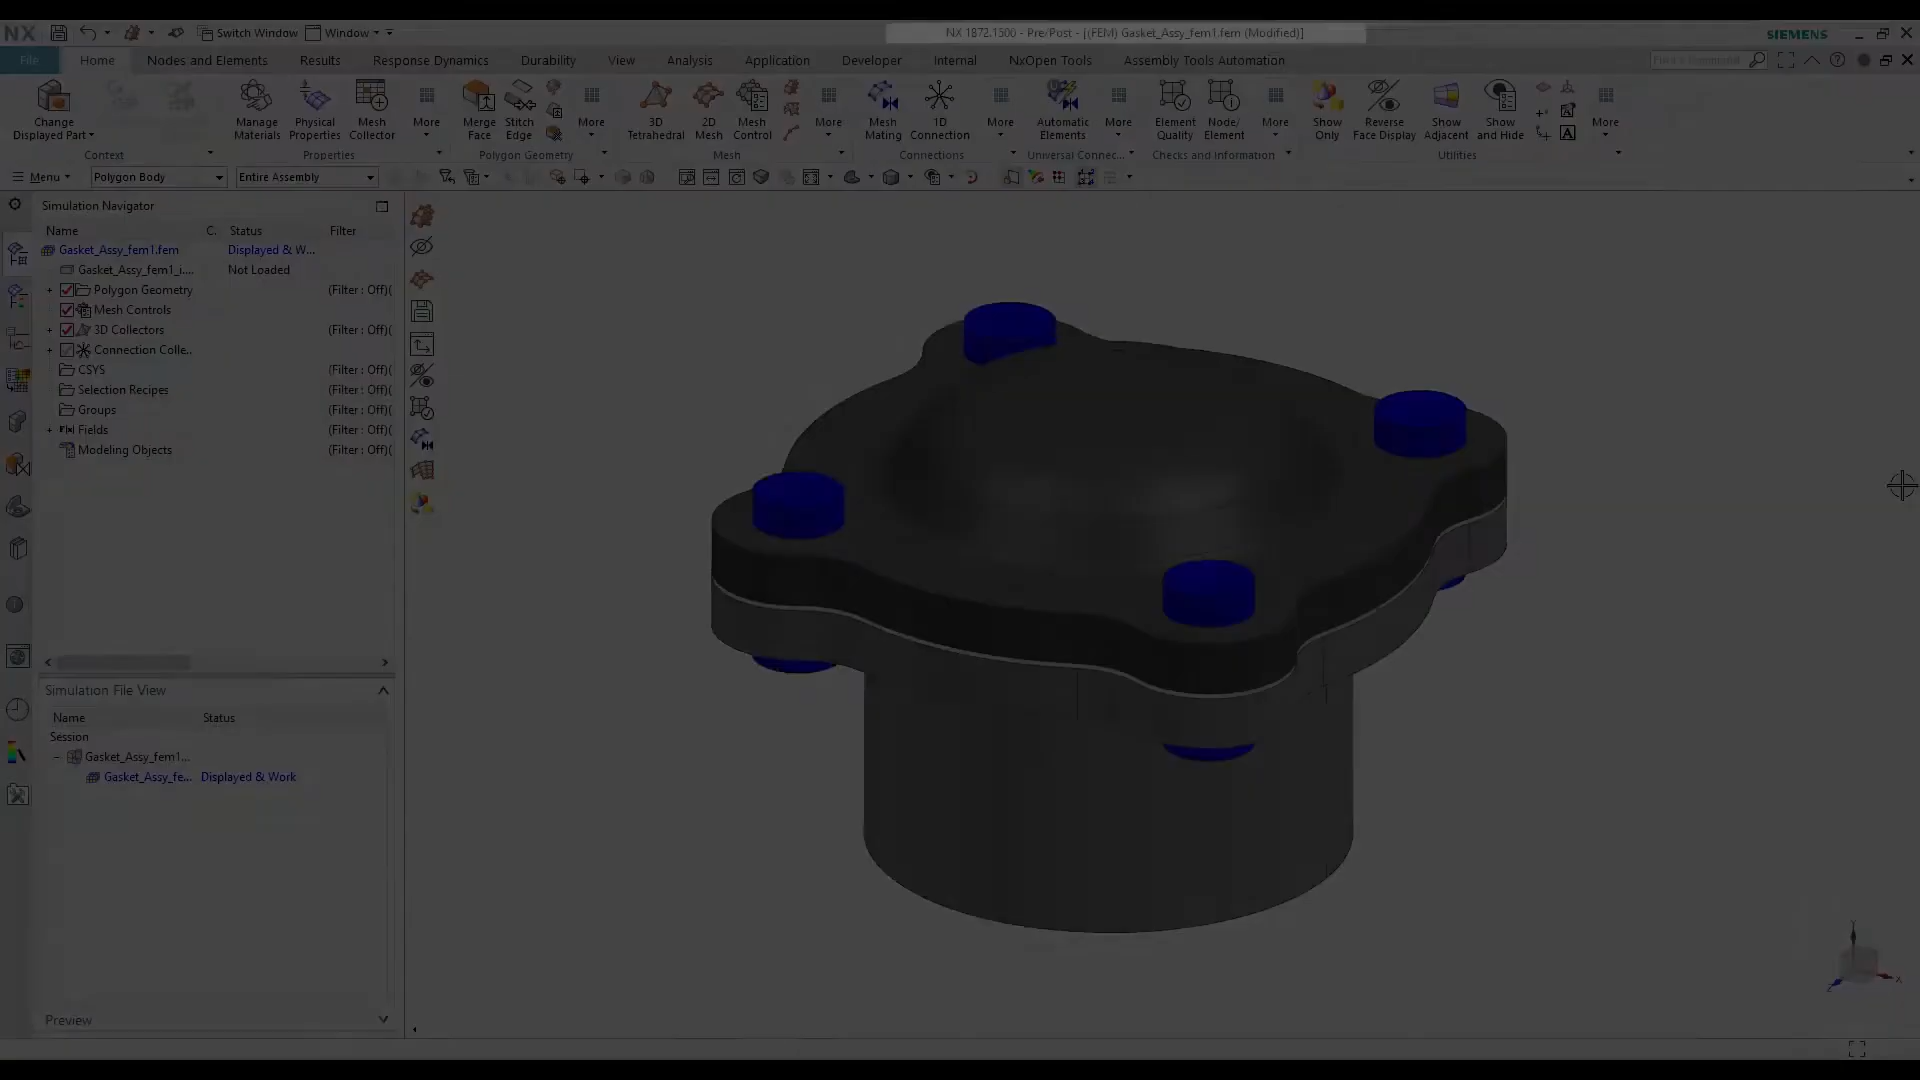 NX Switch Window Window NX 1872.1500 - Pre/Post - [(FEM) Gasket_Assy_fem1.fem (Modified)] SIEMENS
File Home Nodes and Elements Results Response Dynamics Durability View Analysis Application Developer Internal NxOpen Tools Assembly Tools Automation Find a Command
Change Displayed Part
Manage Materials
Physical Properties
Mesh Collector
More
Merge Face
Stitch Edge
More
3D Tetrahedral
2D Mesh
Mesh Control
More
Mesh Mating
1D Connection
More
Automatic Elements
More
Element Quality
Node/ Element
More
Show Only
Reverse Face Display
Show Adjacent
Show and Hide
More
Context Properties Polygon Geometry Mesh Connections Universal Connec... Checks and Information Utilities
Menu Polygon Body Entire Assembly
Simulation Navigator
Name C. Status Filter
Gasket_Assy_fem1.fem Displayed & W...
Gasket_Assy_fem1_i.... Not Loaded
Polygon Geometry (Filter : Off)(
Mesh Controls
3D Collectors (Filter : Off)(
Connection Colle..
CSYS (Filter : Off)(
Selection Recipes (Filter : Off)(
Groups (Filter : Off)(
Fields (Filter : Off)(
Modeling Objects (Filter : Off)(
Simulation File View
Name Status
Session
Gasket_Assy_fem1...
Gasket_Assy_fe... Displayed & Work
Preview
Y
X
Z